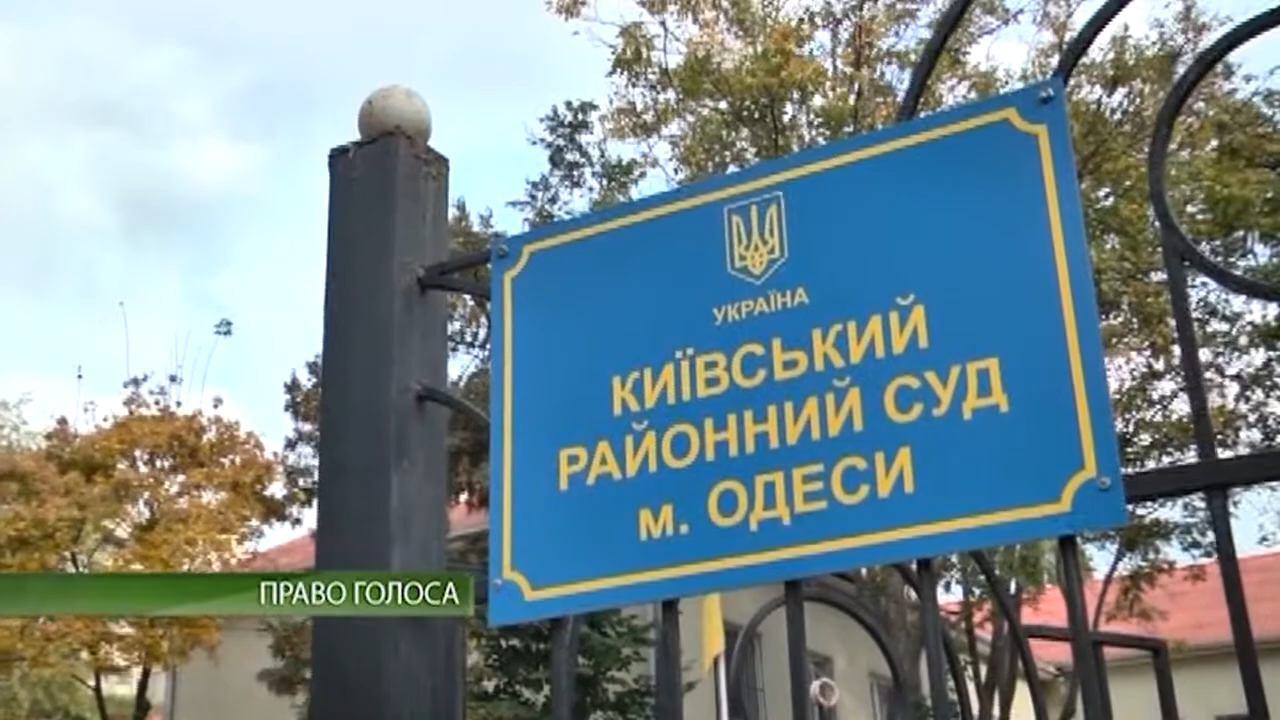 УКРАЇНА
КИЇВСЬКИЙ
РАЙОННИЙ СУД
м. ОДЕСИ
ПРАВО ГОЛОСА